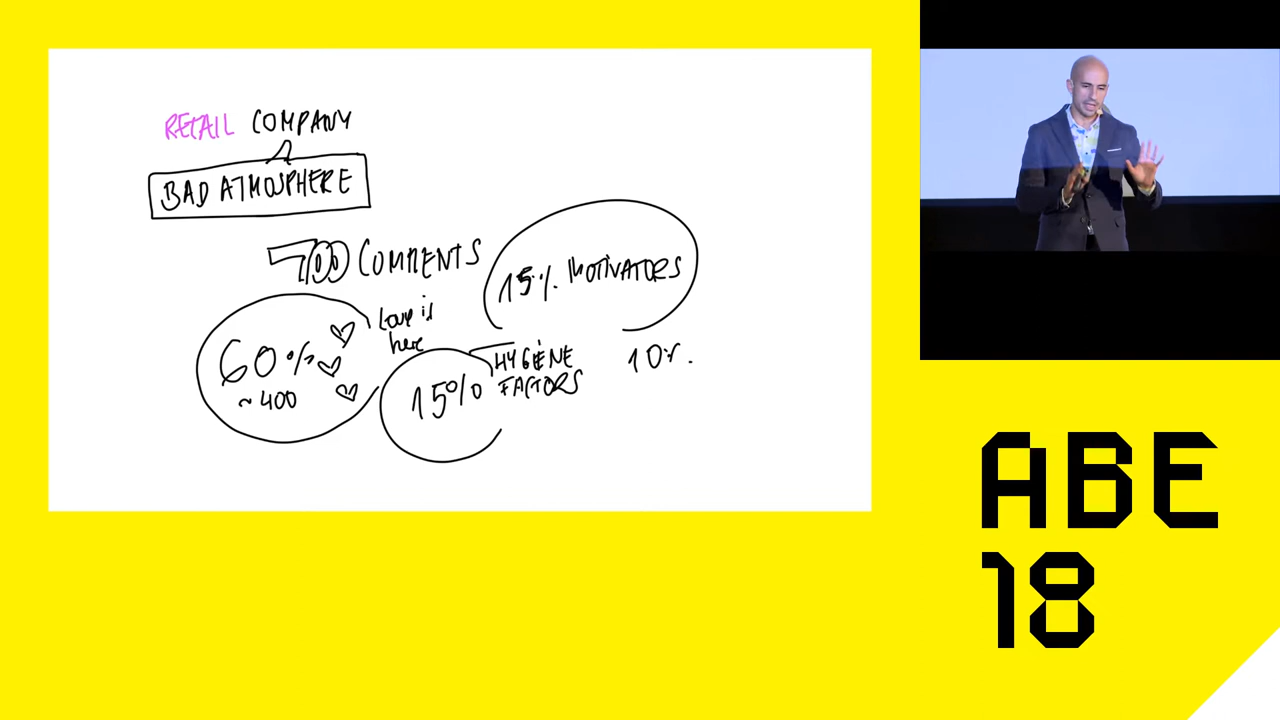 RETAIL COMPANY
BAD ATMOSPHERE
700 COMMENTS
15% MOTIVATORS
60%
~400
Love is
here
15%
HYGIENE
FACTORS
10%.
ABE
18